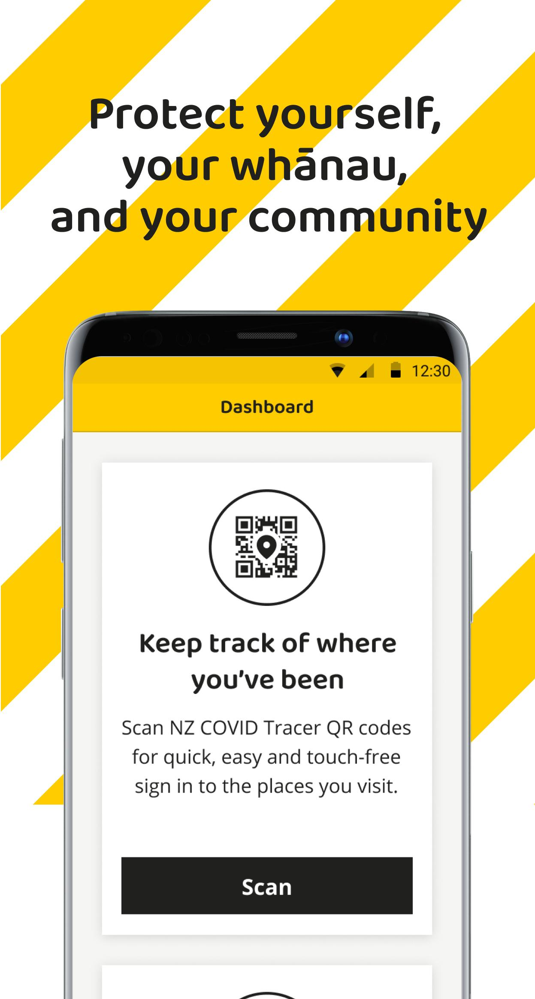 Protect yourself,
your whānau,
and your community
12:30
Dashboard
Keep track of where
you’ve been
Scan NZ COVID Tracer QR codes
for quick, easy and touch-free
sign in to the places you visit.
Scan